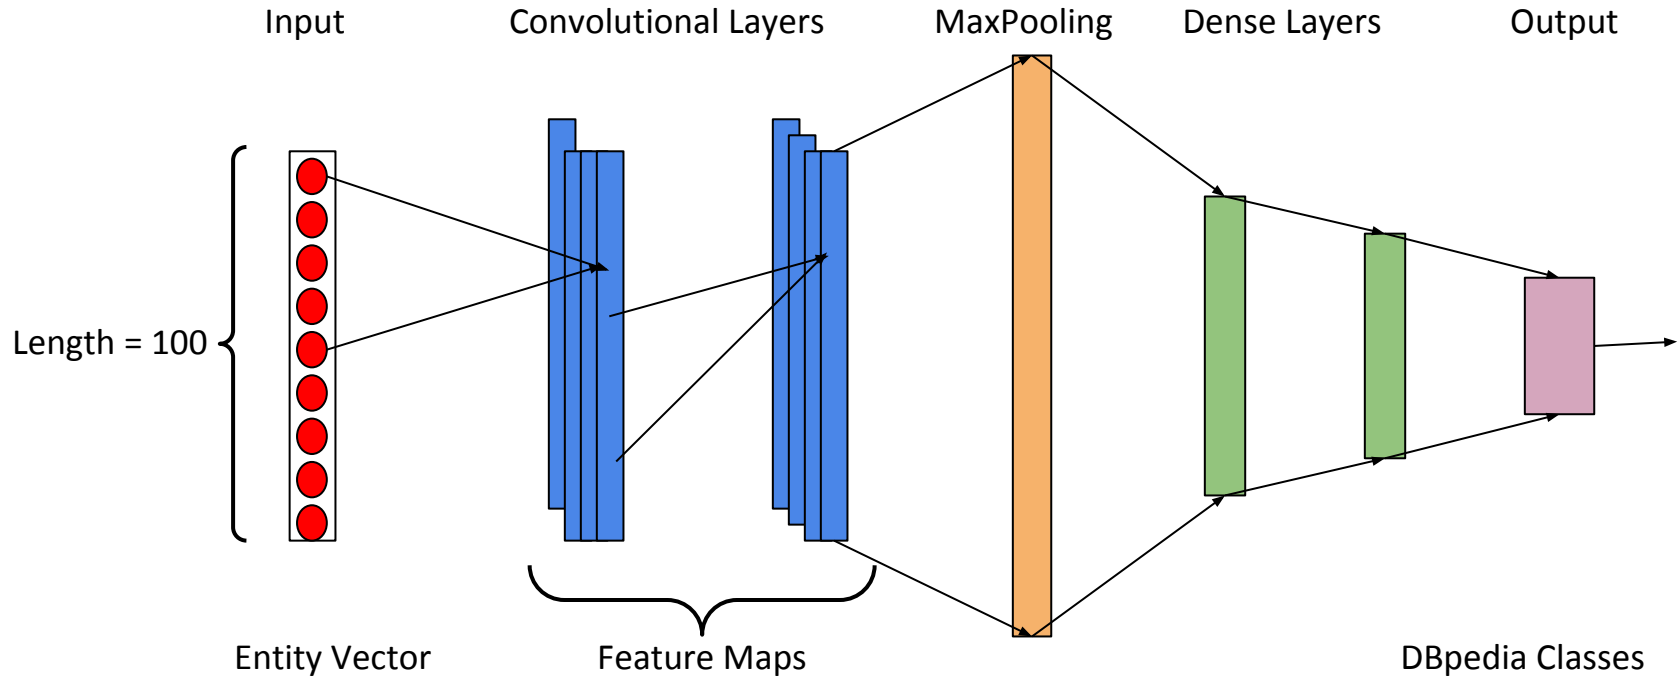 Input
Convolutional Layers
MaxPooling
Dense Layers
Output
Length = 100
Entity Vector
Feature Maps
DBpedia Classes